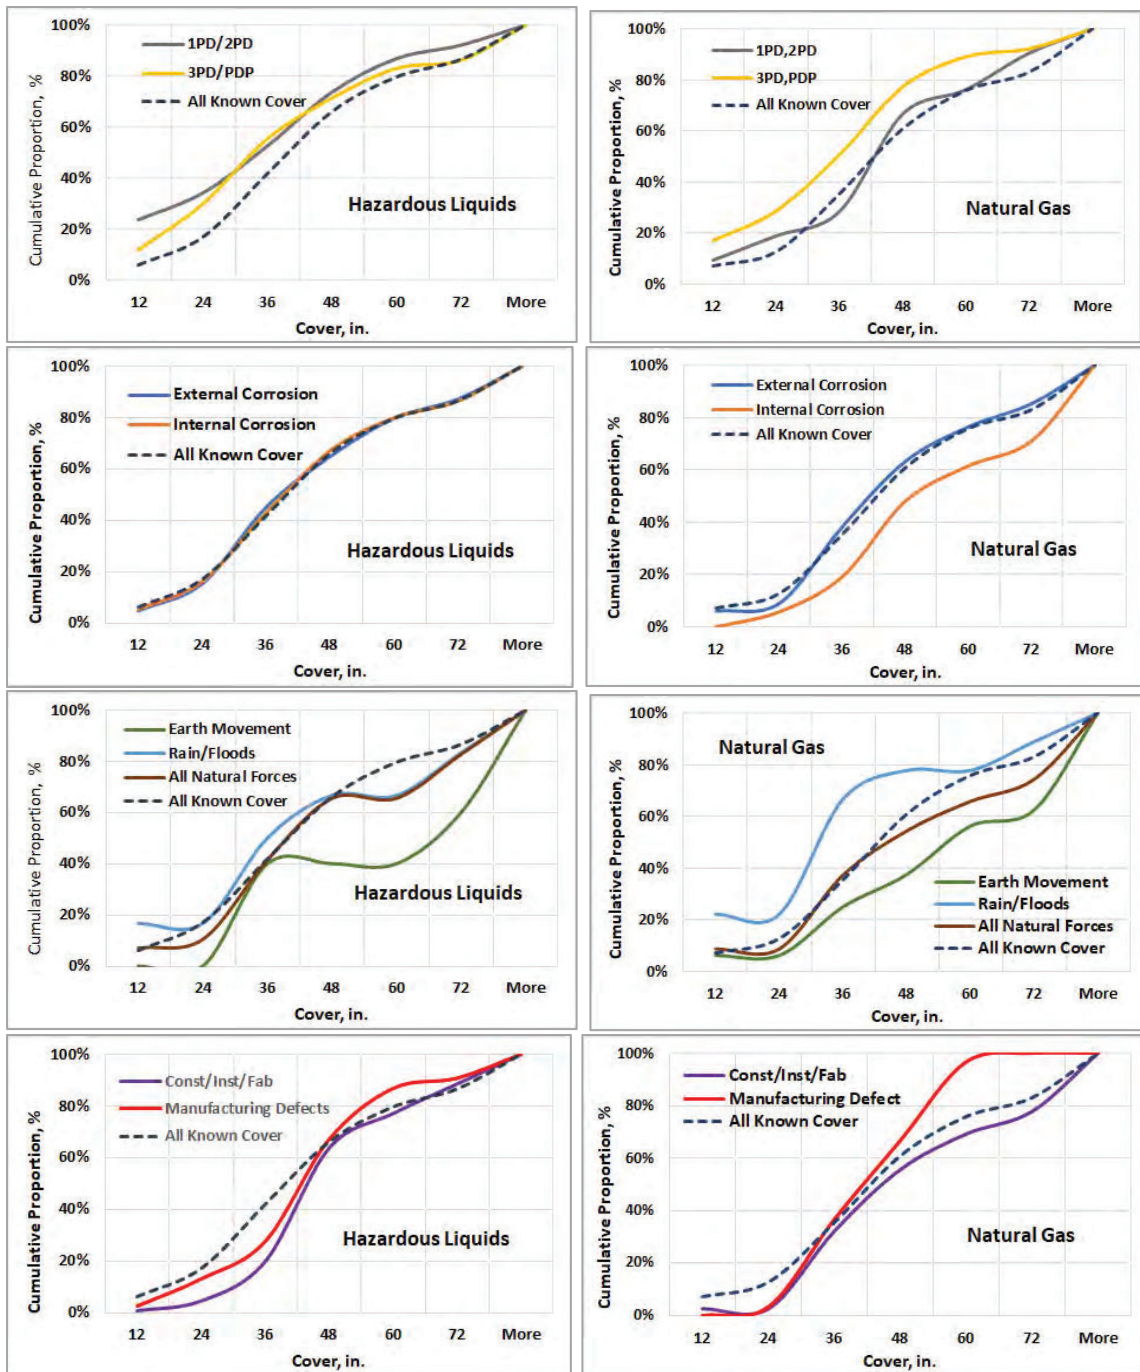 100%
80%
60%
40%
20%
0%
Cumulative Proportion, %
1PD/2PD
3PD/PDP
All Known Cover
Hazardous Liquids
12 24 36 48 60 72 More
Cover, in.
100%
80%
60%
40%
20%
0%
Cumulative Proportion, %
1PD,2PD
3PD,PDP
All Known Cover
Natural Gas
12 24 36 48 60 72 More
Cover, in.
100%
80%
60%
40%
20%
0%
Cumulative Proportion, %
External Corrosion
Internal Corrosion
All Known Cover
Hazardous Liquids
12 24 36 48 60 72 More
Cover, in.
100%
80%
60%
40%
20%
0%
Cumulative Proportion, %
External Corrosion
Internal Corrosion
All Known Cover
Natural Gas
12 24 36 48 60 72 More
Cover, in.
100%
80%
60%
40%
20%
0%
Cumulative Proportion, %
Earth Movement
Rain/Floods
All Natural Forces
All Known Cover
Hazardous Liquids
12 24 36 48 60 72 More
Cover, in.
100%
80%
60%
40%
20%
0%
Cumulative Proportion, %
Natural Gas
Earth Movement
Rain/Floods
All Natural Forces
All Known Cover
12 24 36 48 60 72 More
Cover, in.
100%
80%
60%
40%
20%
0%
Cumulative Proportion, %
Const/Inst/Fab
Manufacturing Defects
All Known Cover
Hazardous Liquids
12 24 36 48 60 72 More
Cover, in.
100%
80%
60%
40%
20%
0%
Cumulative Proportion, %
Const/Inst/Fab
Manufacturing Defect
All Known Cover
Natural Gas
12 24 36 48 60 72 More
Cover, in.